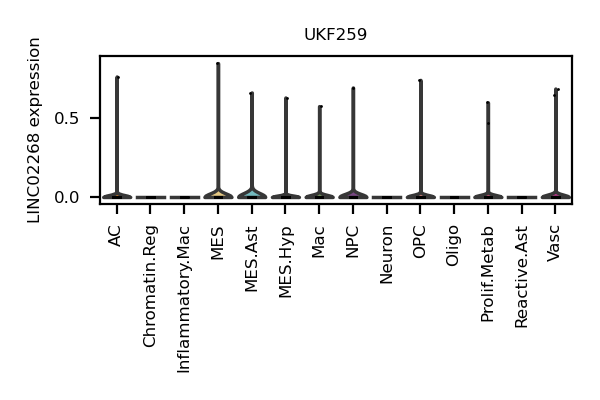 UKF259
LINC02268 expression
0.5
0.0
AC
Chromatin.Reg
Inflammatory.Mac
MES
MES.Ast
MES.Hyp
Mac
NPC
Neuron
OPC
Oligo
Prolif.Metab
Reactive.Ast
Vasc